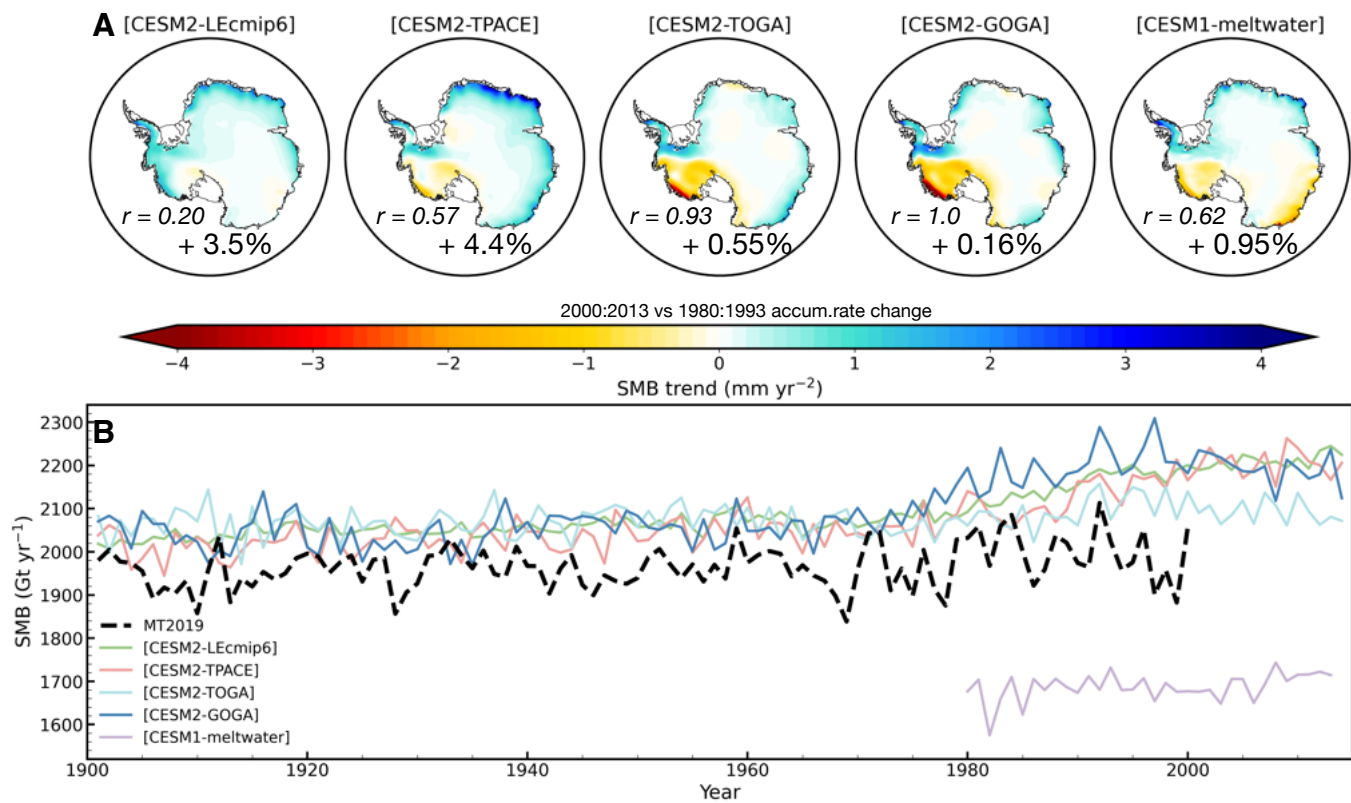 A
[CESM2-LEcmip6] [CESM2-TPACE] [CESM2-TOGA] [CESM2-GOGA] [CESM1-meltwater]
r = 0.20 r = 0.57 r = 0.93 r = 1.0 r = 0.62
+ 3.5% + 4.4% + 0.55% + 0.16% + 0.95%
2000:2013 vs 1980:1993 accum.rate change
−4 −3 −2 −1 0 1 2 3 4
SMB trend (mm yr⁻²)
B
SMB (Gt yr⁻¹)
2300
2200
2100
2000
1900
1800
1700
1600
MT2019
[CESM2-LEcmip6]
[CESM2-TPACE]
[CESM2-TOGA]
[CESM2-GOGA]
[CESM1-meltwater]
1900 1920 1940 1960 1980 2000
Year